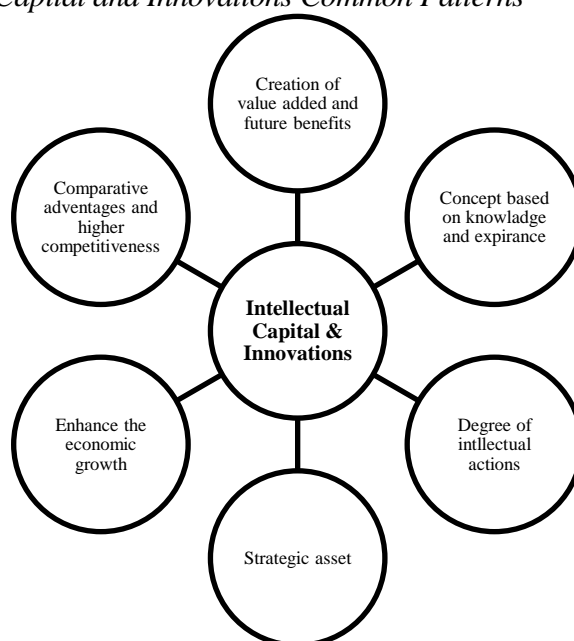 Capital and Innovations Common Patterns
Creation of
value added and
future benefits
Comparative
adventages and
higher
competitiveness
Concept based
on knowladge
and expirance
Intellectual
Capital &
Innovations
Enhance the
economic
growth
Degree of
intllectual
actions
Strategic asset